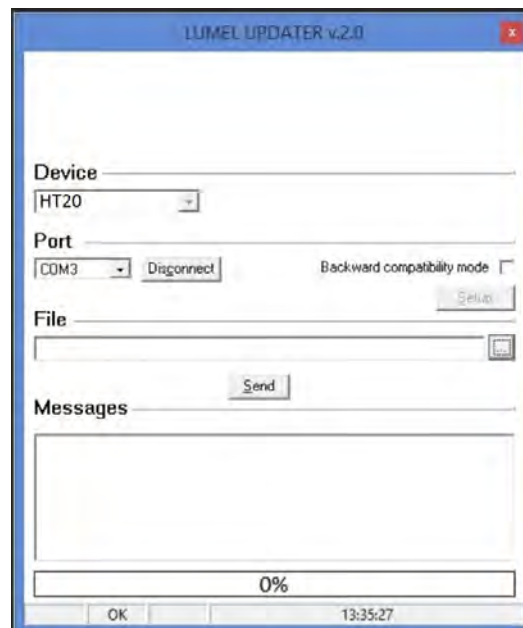 LUMEL UPDATER v.2.0 x
Device
HT20
Port
COM3 Disconnect Backward compatibility mode
Setup
File
...
Send
Messages
0%
OK 13:35:27